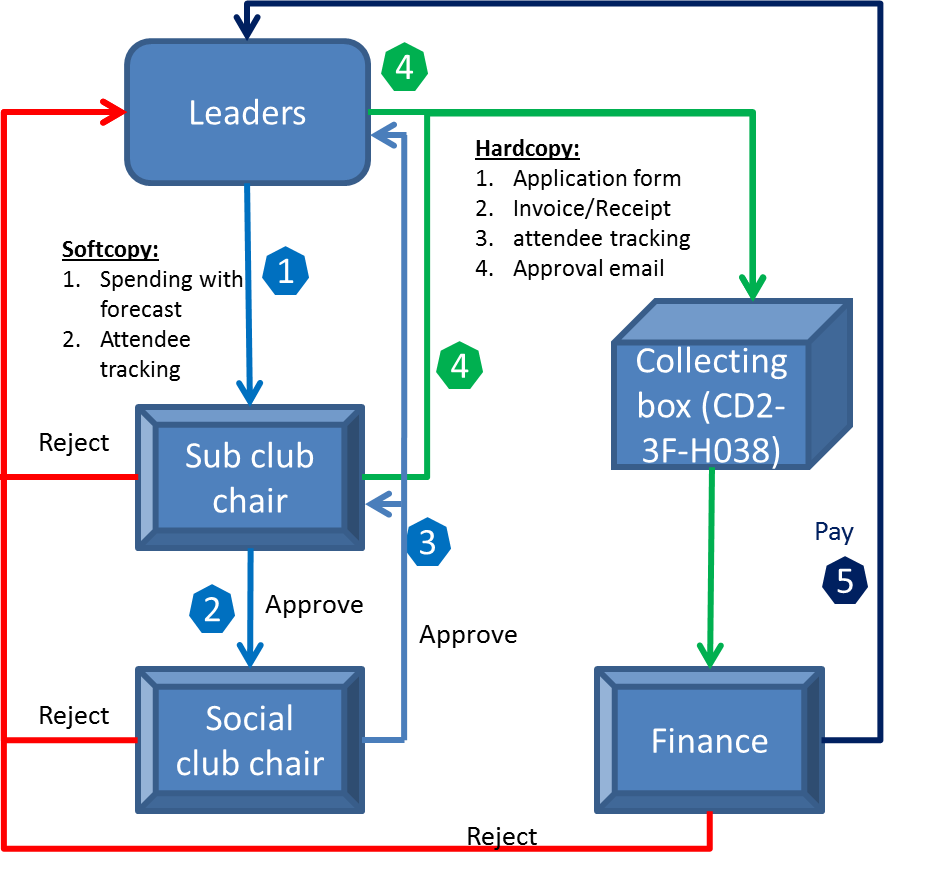 Leaders
4
Hardcopy:
1. Application form
2. Invoice/Receipt
3. attendee tracking
4. Approval email
Softcopy:
1. Spending with
forecast
2. Attendee
tracking
1
Collecting
box (CD2-
3F-H038)
4
Reject
Sub club
chair
3
Pay
5
2
Approve
Approve
Reject
Social
club chair
Finance
Reject